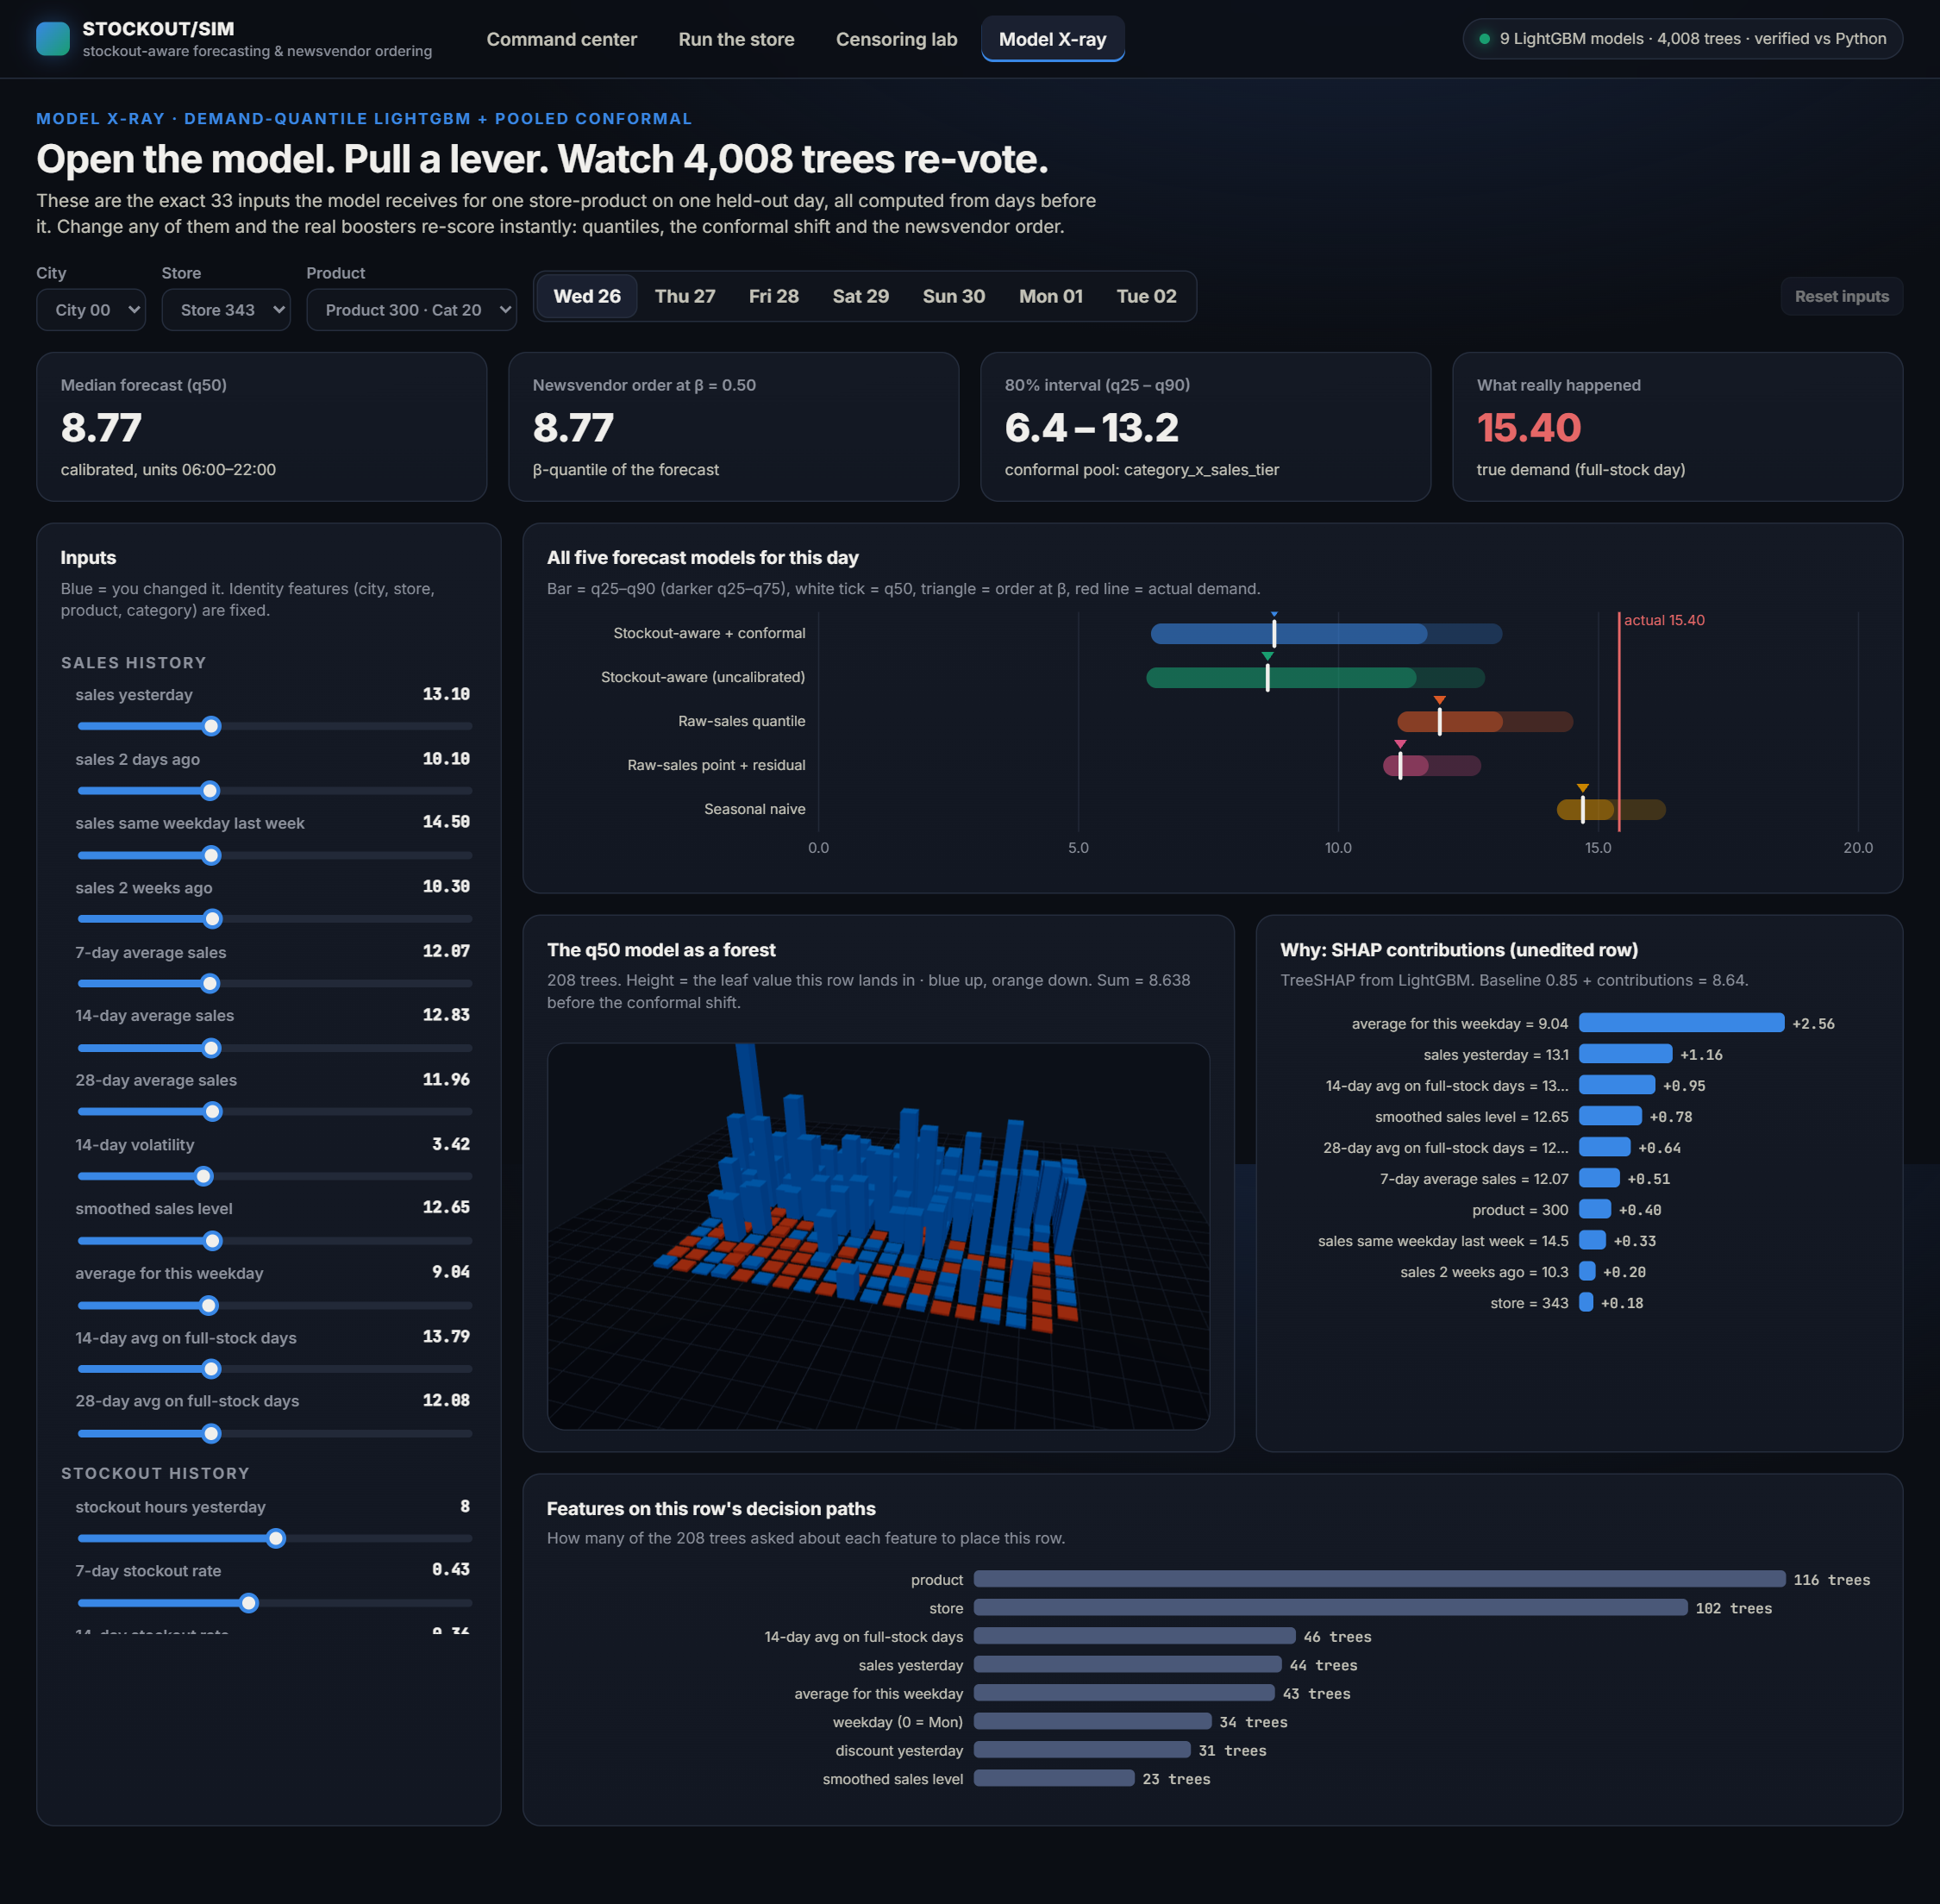 STOCKOUT/SIM
stockout-aware forecasting & newsvendor ordering
Command center
Run the store
Censoring lab
Model X-ray
9 LightGBM models · 4,008 trees · verified vs Python
MODEL X-RAY · DEMAND-QUANTILE LIGHTGBM + POOLED CONFORMAL
Open the model. Pull a lever. Watch 4,008 trees re-vote.
These are the exact 33 inputs the model receives for one store-product on one held-out day, all computed from days before
it. Change any of them and the real boosters re-score instantly: quantiles, the conformal shift and the newsvendor order.
City
Store
Product
City 00
Store 343
Product 300 · Cat 20
Wed 26
Thu 27
Fri 28
Sat 29
Sun 30
Mon 01
Tue 02
Reset inputs
Median forecast (q50)
8.77
calibrated, units 06:00–22:00
Newsvendor order at β = 0.50
8.77
β-quantile of the forecast
80% interval (q25 – q90)
6.4 – 13.2
conformal pool: category_x_sales_tier
What really happened
15.40
true demand (full-stock day)
Inputs
Blue = you changed it. Identity features (city, store,
product, category) are fixed.
SALES HISTORY
sales yesterday 13.10
sales 2 days ago 10.10
sales same weekday last week 14.50
sales 2 weeks ago 10.30
7-day average sales 12.07
14-day average sales 12.83
28-day average sales 11.96
14-day volatility 3.42
smoothed sales level 12.65
average for this weekday 9.04
14-day avg on full-stock days 13.79
28-day avg on full-stock days 12.08
STOCKOUT HISTORY
stockout hours yesterday 8
7-day stockout rate 0.43
14-day stockout rate 0.36
All five forecast models for this day
Bar = q25–q90 (darker q25–q75), white tick = q50, triangle = order at β, red line = actual demand.
actual 15.40
Stockout-aware + conformal
Stockout-aware (uncalibrated)
Raw-sales quantile
Raw-sales point + residual
Seasonal naive
0.0 5.0 10.0 15.0 20.0
The q50 model as a forest
208 trees. Height = the leaf value this row lands in · blue up, orange down. Sum = 8.638
before the conformal shift.
Why: SHAP contributions (unedited row)
TreeSHAP from LightGBM. Baseline 0.85 + contributions = 8.64.
average for this weekday = 9.04 +2.56
sales yesterday = 13.1 +1.16
14-day avg on full-stock days = 13... +0.95
smoothed sales level = 12.65 +0.78
28-day avg on full-stock days = 12... +0.64
7-day average sales = 12.07 +0.51
product = 300 +0.40
sales same weekday last week = 14.5 +0.33
sales 2 weeks ago = 10.3 +0.20
store = 343 +0.18
Features on this row's decision paths
How many of the 208 trees asked about each feature to place this row.
product 116 trees
store 102 trees
14-day avg on full-stock days 46 trees
sales yesterday 44 trees
average for this weekday 43 trees
weekday (0 = Mon) 34 trees
discount yesterday 31 trees
smoothed sales level 23 trees